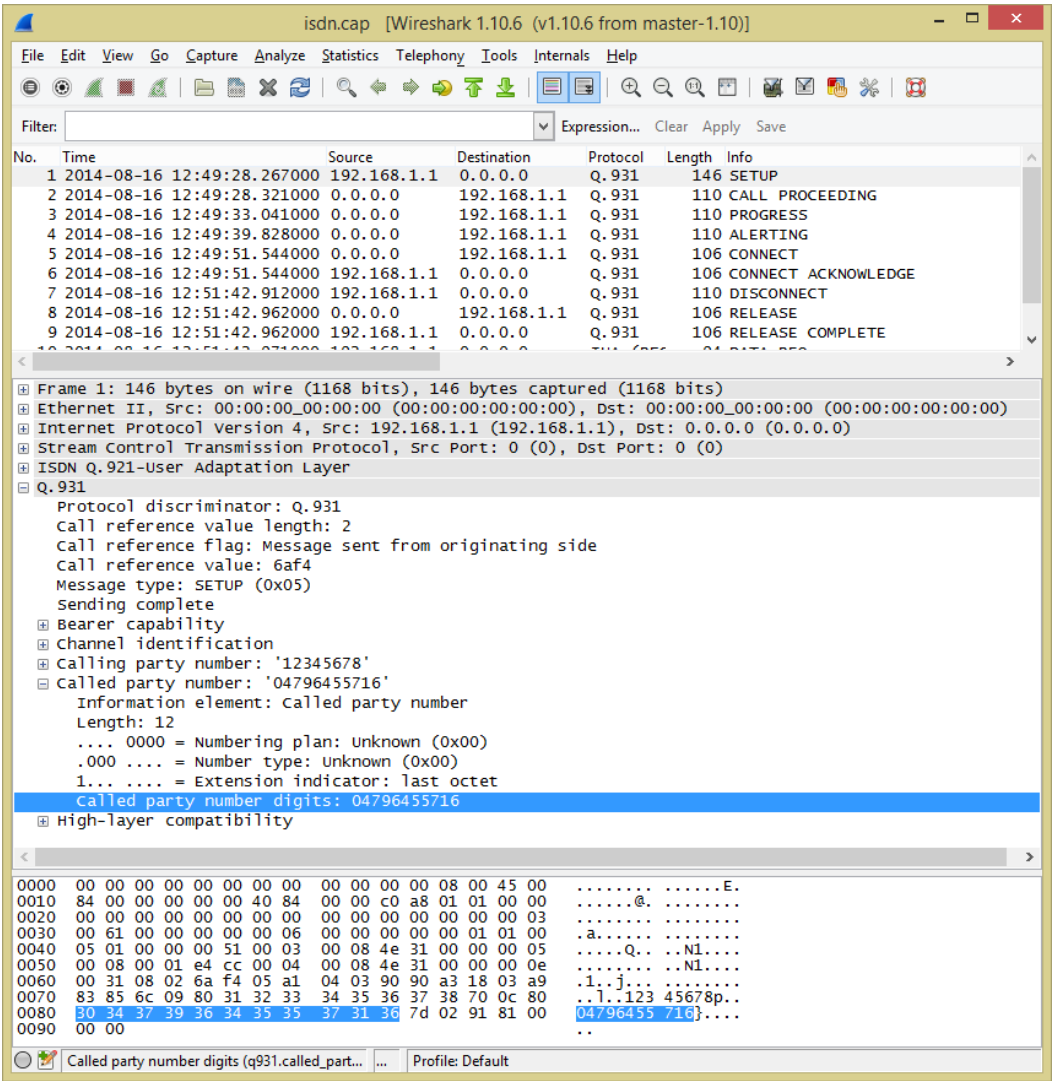 isdn.cap [Wireshark 1.10.6 (v1.10.6 from master-1.10)]
File Edit View Go Capture Analyze Statistics Telephony Tools Internals Help
Filter: Expression... Clear Apply Save
No. Time Source Destination Protocol Length Info
1 2014-08-16 12:49:28.267000 192.168.1.1 0.0.0.0 Q.931 146 SETUP
2 2014-08-16 12:49:28.321000 0.0.0.0 192.168.1.1 Q.931 110 CALL PROCEEDING
3 2014-08-16 12:49:33.041000 0.0.0.0 192.168.1.1 Q.931 110 PROGRESS
4 2014-08-16 12:49:39.828000 0.0.0.0 192.168.1.1 Q.931 110 ALERTING
5 2014-08-16 12:49:51.544000 0.0.0.0 192.168.1.1 Q.931 106 CONNECT
6 2014-08-16 12:49:51.544000 192.168.1.1 0.0.0.0 Q.931 106 CONNECT ACKNOWLEDGE
7 2014-08-16 12:51:42.912000 192.168.1.1 0.0.0.0 Q.931 110 DISCONNECT
8 2014-08-16 12:51:42.962000 0.0.0.0 192.168.1.1 Q.931 106 RELEASE
9 2014-08-16 12:51:42.962000 192.168.1.1 0.0.0.0 Q.931 106 RELEASE COMPLETE
Frame 1: 146 bytes on wire (1168 bits), 146 bytes captured (1168 bits)
Ethernet II, Src: 00:00:00_00:00:00 (00:00:00:00:00:00), Dst: 00:00:00_00:00:00 (00:00:00:00:00:00)
Internet Protocol Version 4, Src: 192.168.1.1 (192.168.1.1), Dst: 0.0.0.0 (0.0.0.0)
Stream Control Transmission Protocol, Src Port: 0 (0), Dst Port: 0 (0)
ISDN Q.921-User Adaptation Layer
Q.931
Protocol discriminator: Q.931
Call reference value length: 2
Call reference flag: Message sent from originating side
Call reference value: 6af4
Message type: SETUP (0x05)
Sending complete
Bearer capability
Channel identification
Calling party number: '12345678'
Called party number: '04796455716'
Information element: Called party number
Length: 12
.... 0000 = Numbering plan: Unknown (0x00)
.000 .... = Number type: Unknown (0x00)
1... .... = Extension indicator: last octet
Called party number digits: 04796455716
High-layer compatibility
0000 00 00 00 00 00 00 00 00 00 00 00 00 08 00 45 00 ........ ......E.
0010 84 00 00 00 00 00 40 84 00 00 c0 a8 01 01 00 00 ......@. ........
0020 00 00 00 00 00 00 00 00 00 00 00 00 00 00 00 03 ........ ........
0030 00 61 00 00 00 00 00 06 00 00 00 00 00 01 01 00 .a...... ........
0040 05 01 00 00 00 51 00 03 00 08 4e 31 00 00 00 05 .....Q.. ..N1....
0050 00 08 00 01 e4 cc 00 04 00 08 4e 31 00 00 00 0e ........ ..N1....
0060 00 31 08 02 6a f4 05 a1 04 03 90 90 a3 18 03 a9 .1..j... ........
0070 83 85 6c 09 80 31 32 33 34 35 36 37 38 70 0c 80 ..l..123 45678p..
0080 30 34 37 39 36 34 35 35 37 31 36 7d 02 91 81 00 04796455 716}....
0090 00 00 ..
Called party number digits (q931.called_part... ... Profile: Default